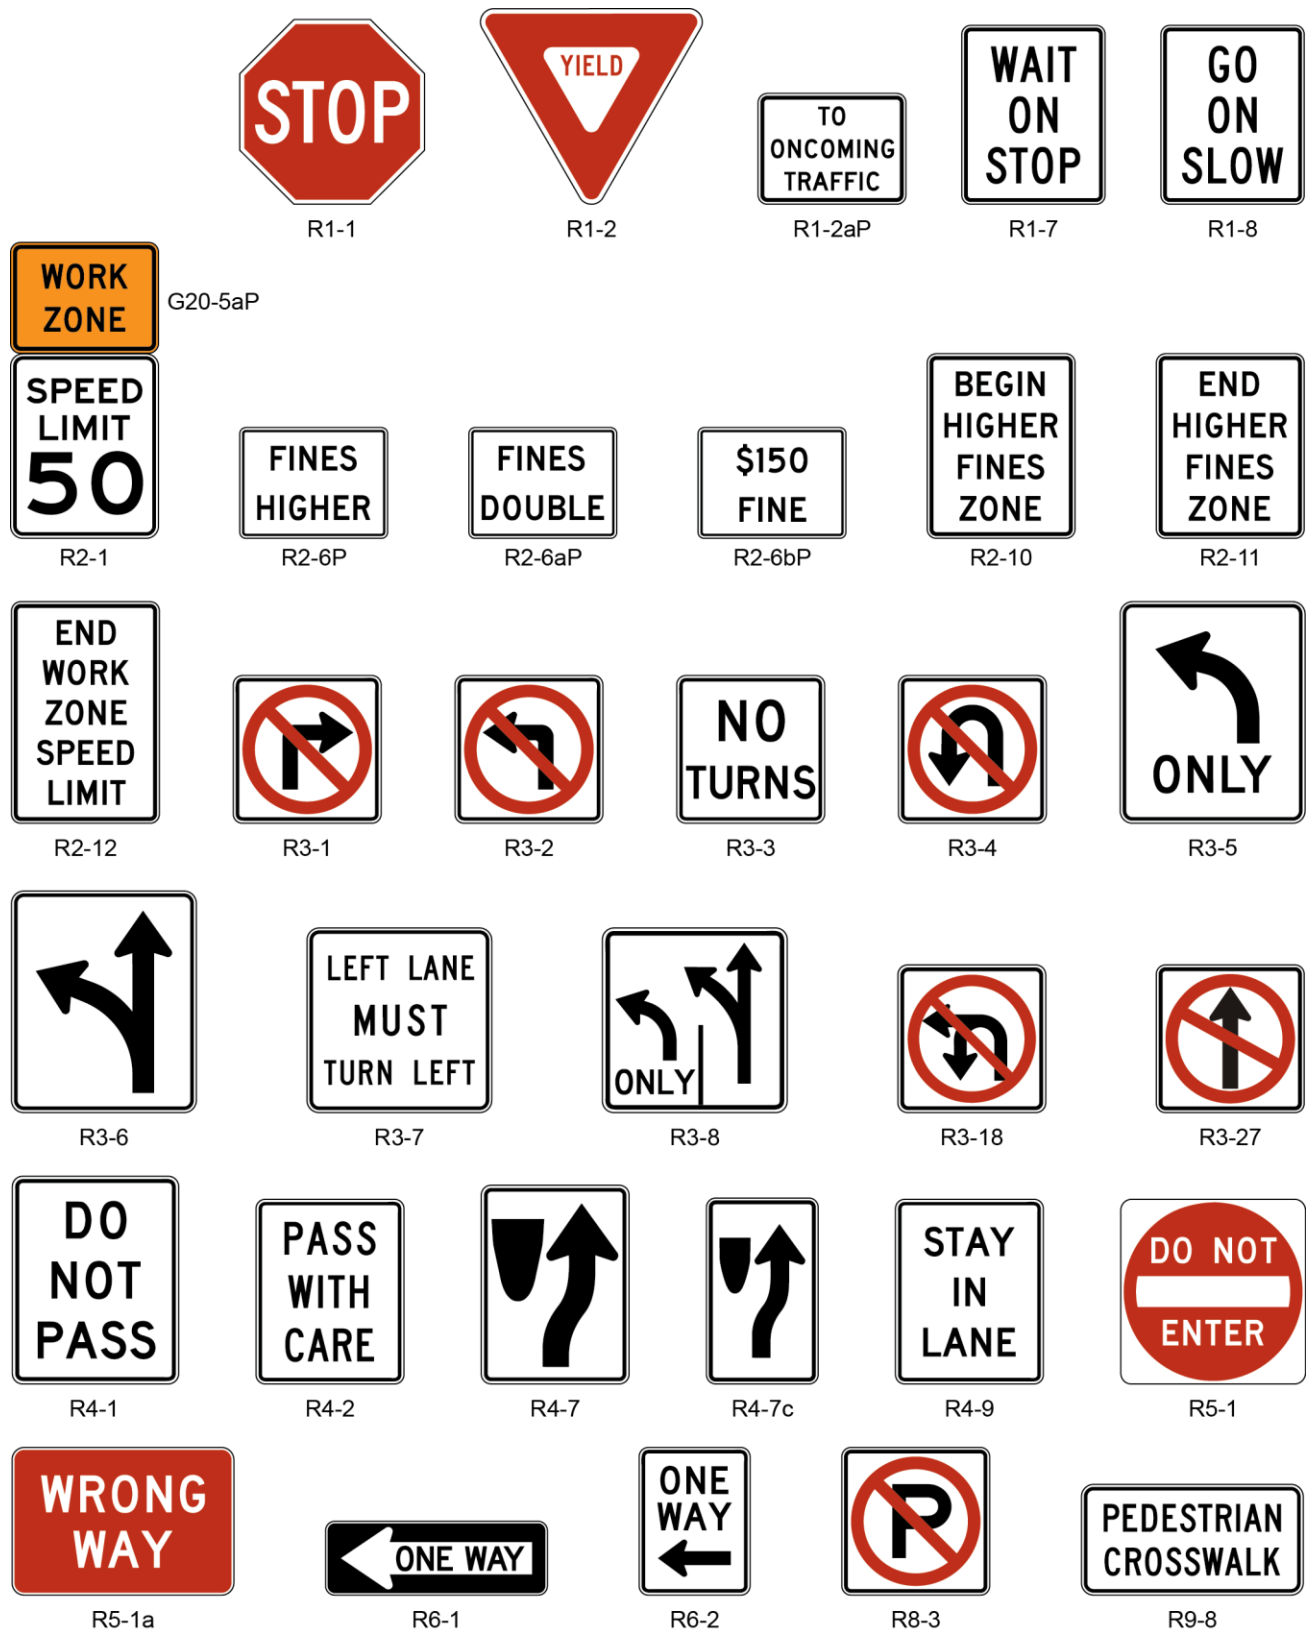 STOP
R1-1
YIELD
R1-2
TO
ONCOMING
TRAFFIC
R1-2aP
WAIT
ON
STOP
R1-7
GO
ON
SLOW
R1-8
WORK
ZONE
G20-5aP
SPEED
LIMIT
50
R2-1
FINES
HIGHER
R2-6P
FINES
DOUBLE
R2-6aP
$150
FINE
R2-6bP
BEGIN
HIGHER
FINES
ZONE
R2-10
END
HIGHER
FINES
ZONE
R2-11
END
WORK
ZONE
SPEED
LIMIT
R2-12
R3-1
R3-2
NO
TURNS
R3-3
R3-4
ONLY
R3-5
R3-6
LEFT LANE
MUST
TURN LEFT
R3-7
ONLY
R3-8
R3-18
R3-27
DO
NOT
PASS
R4-1
PASS
WITH
CARE
R4-2
R4-7
R4-7c
STAY
IN
LANE
R4-9
DO NOT
ENTER
R5-1
WRONG
WAY
R5-1a
ONE WAY
R6-1
ONE
WAY
R6-2
P
R8-3
PEDESTRIAN
CROSSWALK
R9-8